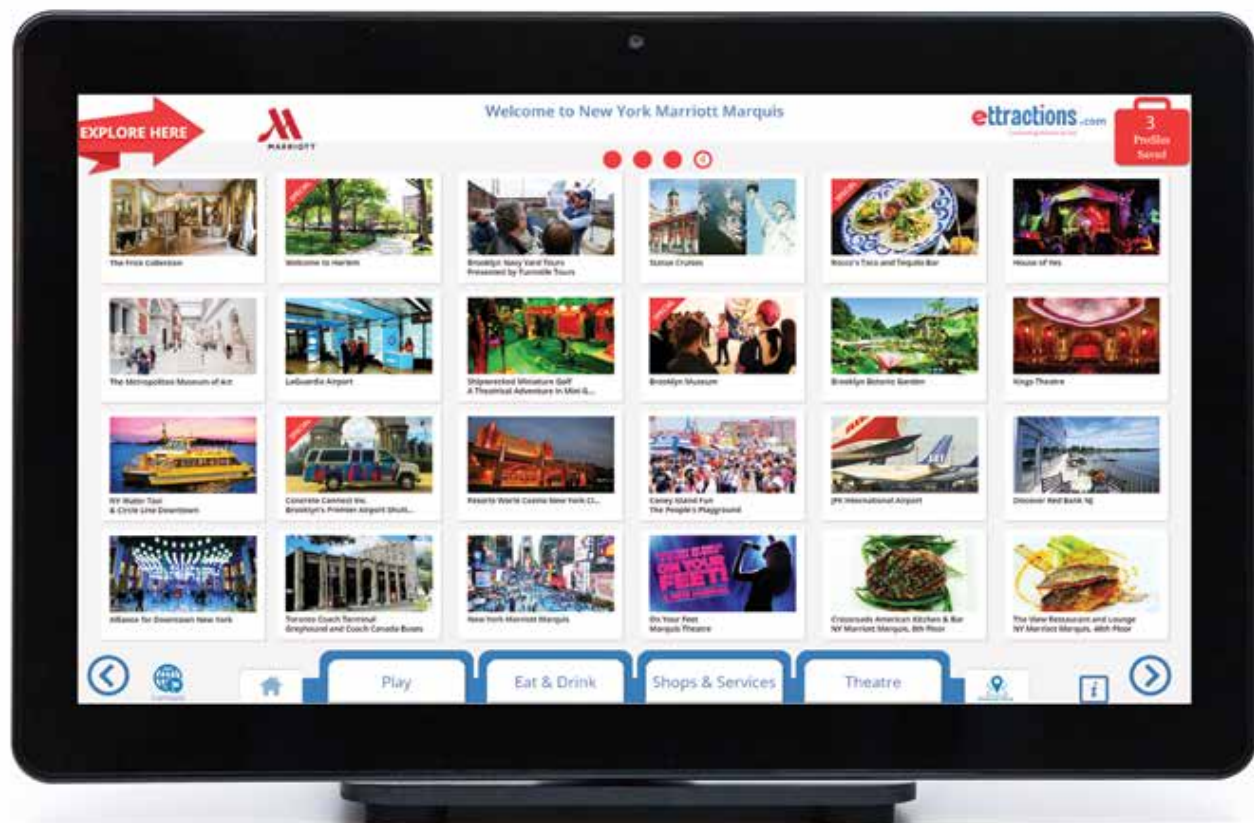 EXPLORE HERE
MARRIOTT
Welcome to New York Marriott Marquis
ettractions.com
3
Profiles
Saved
4
The Frick Collection
Welcome to Harlem
Brooklyn Navy Yard Tours
Presented by Turnstile Tours
Statue Cruises
Rocco's Taco and Tequila Bar
House of Yes
The Metropolitan Museum of Art
LaGuardia Airport
Shipwrecked Miniature Golf
A Theatrical Adventure in Mini G...
Brooklyn Museum
Brooklyn Botanic Garden
Kings Theatre
NY Water Taxi
& Circle Line Downtown
Concrete Connect Inc.
Brooklyn's Premier Airport Shutt...
Resorts World Casino New York Ci...
Coney Island Fun
The People's Playground
JFK International Airport
Discover Red Bank NJ
Alliance for Downtown New York
Toronto Coach Terminal
Greyhound and Coach Canada Buses
New York Marriott Marquis
ON YOUR
FEET!
On Your Feet
Marquis Theatre
Crossroads American Kitchen & Bar
NY Marriott Marquis, 8th Floor
The View Restaurant and Lounge
NY Marriott Marquis, 48th Floor
Play
Eat & Drink
Shops & Services
Theatre
i